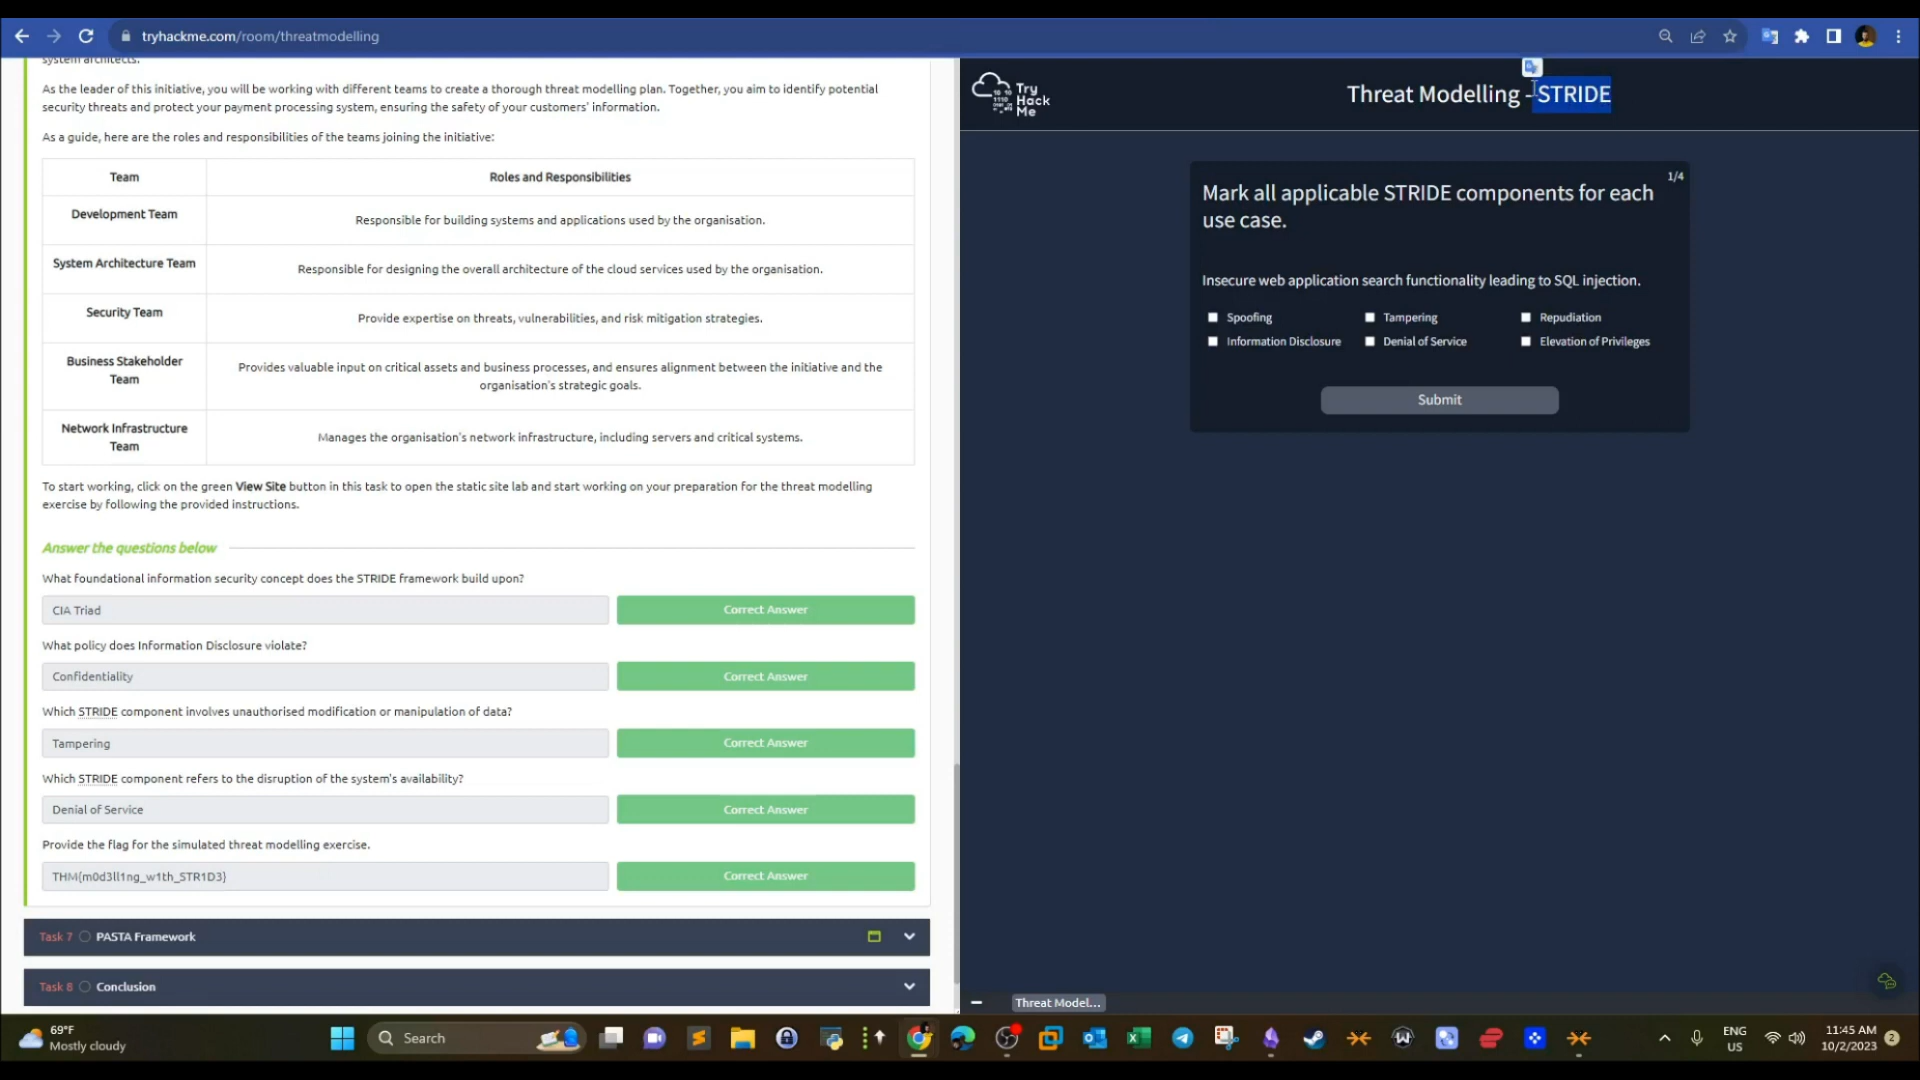 tryhackme.com/room/threatmodelling
system architects.
As the leader of this initiative, you will be working with different teams to create a thorough threat modelling plan. Together, you aim to identify potential
security threats and protect your payment processing system, ensuring the safety of your customers' information.
As a guide, here are the roles and responsibilities of the teams joining the initiative:
Team
Roles and Responsibilities
Development Team
Responsible for building systems and applications used by the organisation.
System Architecture Team
Responsible for designing the overall architecture of the cloud services used by the organisation.
Security Team
Provide expertise on threats, vulnerabilities, and risk mitigation strategies.
Business Stakeholder
Team
Provides valuable input on critical assets and business processes, and ensures alignment between the initiative and the
organisation's strategic goals.
Network Infrastructure
Team
Manages the organisation's network infrastructure, including servers and critical systems.
To start working, click on the green View Site button in this task to open the static site lab and start working on your preparation for the threat modelling
exercise by following the provided instructions.
Answer the questions below
What foundational information security concept does the STRIDE framework build upon?
CIA Triad
Correct Answer
What policy does Information Disclosure violate?
Confidentiality
Correct Answer
Which STRIDE component involves unauthorised modification or manipulation of data?
Tampering
Correct Answer
Which STRIDE component refers to the disruption of the system's availability?
Denial of Service
Correct Answer
Provide the flag for the simulated threat modelling exercise.
THM{m0d3ll1ng_w1th_STR1D3}
Correct Answer
Task 7 PASTA Framework
Task 8 Conclusion
Try
Hack
Me
Threat Modelling - STRIDE
1/4
Mark all applicable STRIDE components for each
use case.
Insecure web application search functionality leading to SQL injection.
Spoofing Tampering Repudiation
Information Disclosure Denial of Service Elevation of Privileges
Submit
Threat Model...
69°F
Mostly cloudy
Search
ENG
US
11:45 AM
10/2/2023
2